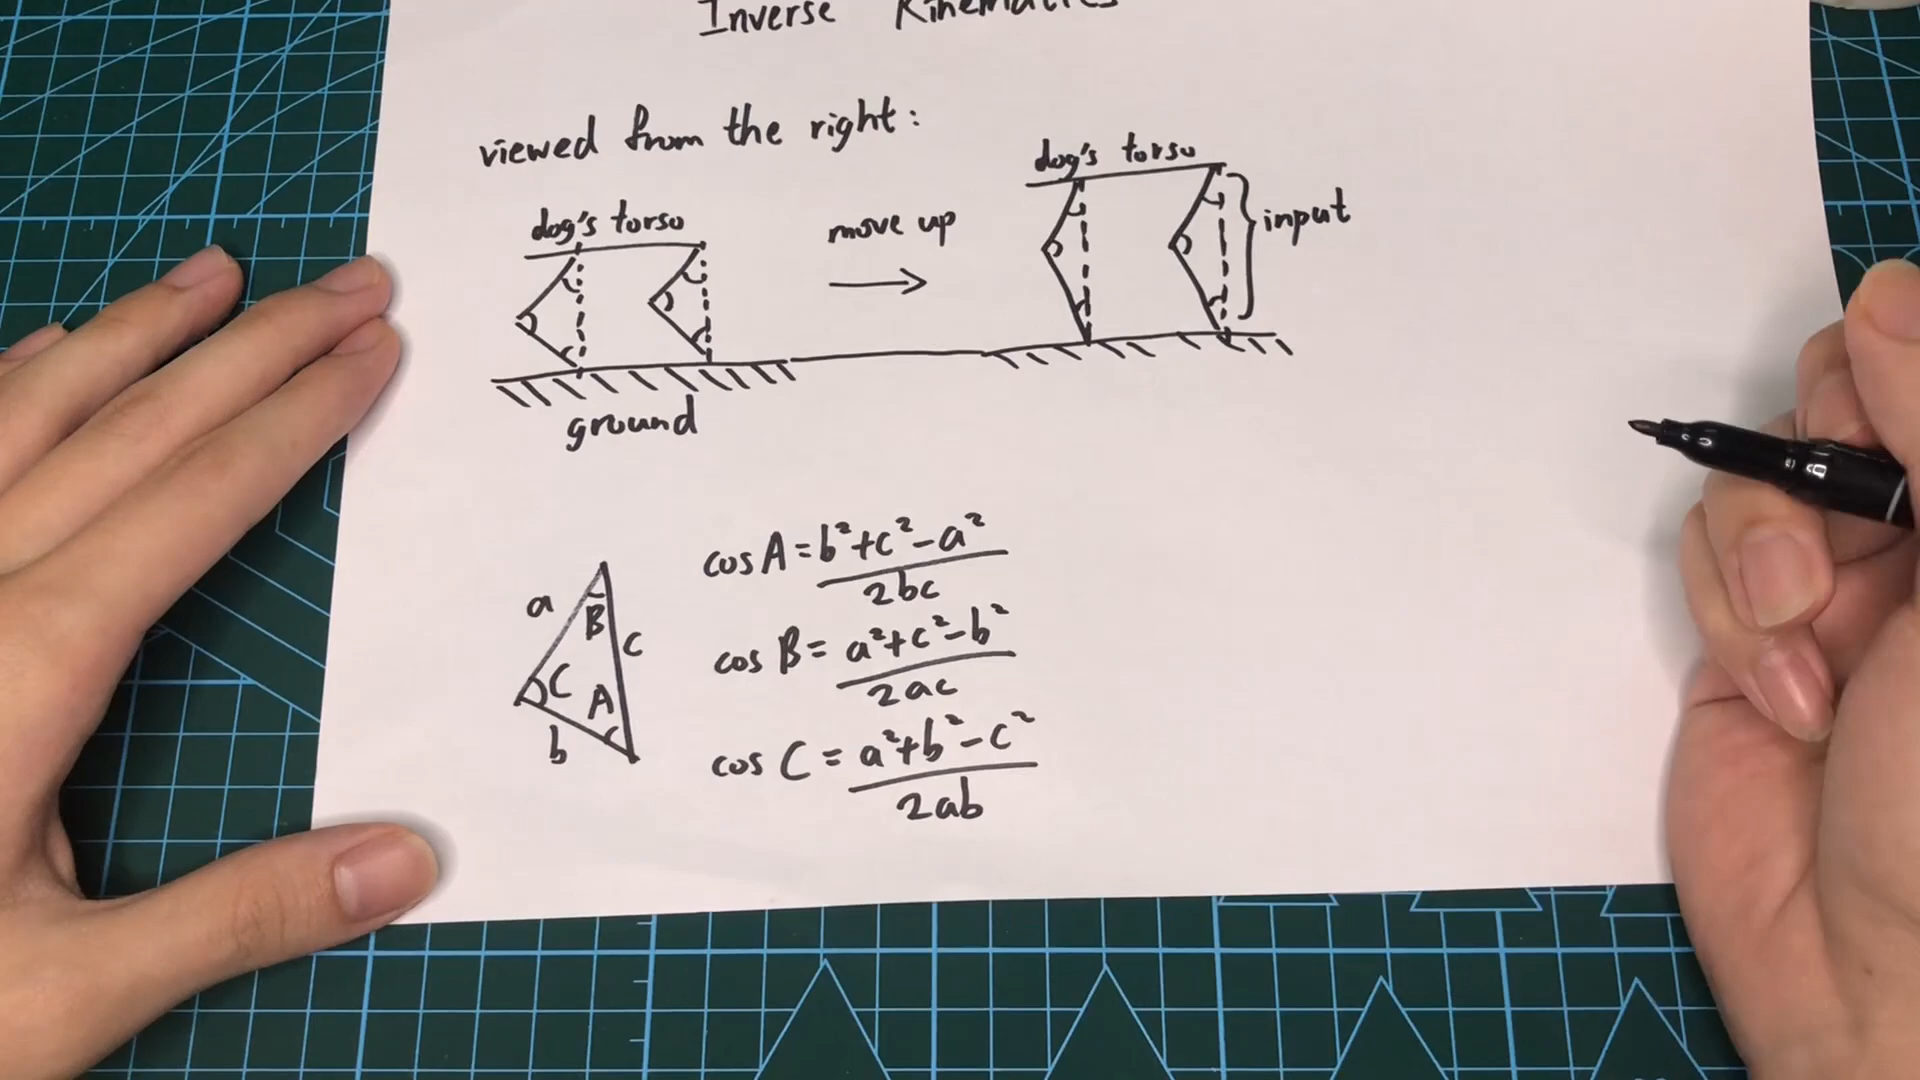 Inverse Kinematics
viewed from the right:
dog's torso
move up
dog's torso
input
ground
a
B
c
C
A
b
cos A = b²+c²-a² / 2bc
cos B = a²+c²-b² / 2ac
cos C = a²+b²-c² / 2ab